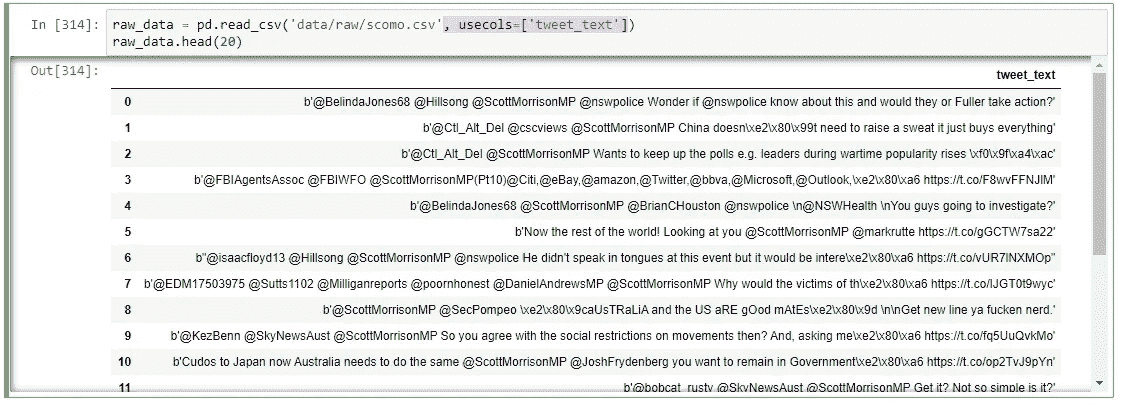 In [314]: raw_data = pd.read_csv('data/raw/scomo.csv', usecols=['tweet_text'])
raw_data.head(20)
Out[314]:
tweet_text
0 b'@BelindaJones68 @Hillsong @ScottMorrisonMP @nswpolice Wonder if @nswpolice know about this and would they or Fuller take action?'
1 b'@Ctl_Alt_Del @cscviews @ScottMorrisonMP China doesn\xe2\x80\x99t need to raise a sweat it just buys everything'
2 b'@Ctl_Alt_Del @ScottMorrisonMP Wants to keep up the polls e.g. leaders during wartime popularity rises \xf0\x9f\xa4\xac'
3 b'@FBIAgentsAssoc @FBIWFO @ScottMorrisonMP(Pt10)@Citi,@eBay,@amazon,@Twitter,@bbva,@Microsoft,@Outlook,\xe2\x80\xa6 https://t.co/F8wvFFNJIM'
4 b'@BelindaJones68 @ScottMorrisonMP @BrianCHouston @nswpolice \n@NSWHealth \nYou guys going to investigate?'
5 b'Now the rest of the world! Looking at you @ScottMorrisonMP @markrutte https://t.co/gGCTW7sa22'
6 b"@isaacfloyd13 @Hillsong @ScottMorrisonMP @nswpolice He didn't speak in tongues at this event but it would be intere\xe2\x80\xa6 https://t.co/vUR7lNXMOp"
7 b'@EDM17503975 @Sutts1102 @Milliganreports @poornhonest @DanielAndrewsMP @ScottMorrisonMP Why would the victims of th\xe2\x80\xa6 https://t.co/lJGT0t9wyc'
8 b'@ScottMorrisonMP @SecPompeo \xe2\x80\x9caUsTRaLiA and the US aRE gOod mAtEs\xe2\x80\x9d \n\nGet new line ya fucken nerd.'
9 b'@KezBenn @SkyNewsAust @ScottMorrisonMP So you agree with the social restrictions on movements then? And, asking me\xe2\x80\xa6 https://t.co/fq5UuQvkMo'
10 b'Cudos to Japan now Australia needs to do the same @ScottMorrisonMP @JoshFrydenberg you want to remain in Government\xe2\x80\xa6 https://t.co/op2TvJ9pYn'
11 b'@bobcat_rusty @SkyNewsAust @ScottMorrisonMP Get it? Not so simple is it?'